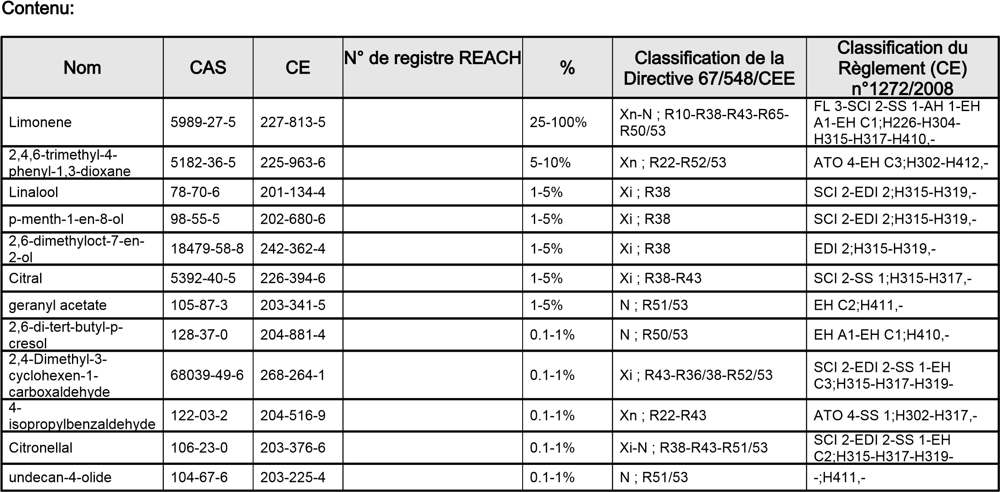 Contenu:
Nom
CAS
CE
N° de registre REACH
%
Classification de la
Directive 67/548/CEE
Classification du
Règlement (CE)
n°1272/2008
Limonene
5989-27-5
227-813-5
25-100%
Xn-N ; R10-R38-R43-R65-
R50/53
FL 3-SCI 2-SS 1-AH 1-EH
A1-EH C1;H226-H304-
H315-H317-H410,-
2,4,6-trimethyl-4-
phenyl-1,3-dioxane
5182-36-5
225-963-6
5-10%
Xn ; R22-R52/53
ATO 4-EH C3;H302-H412,-
Linalool
78-70-6
201-134-4
1-5%
Xi ; R38
SCI 2-EDI 2;H315-H319,-
p-menth-1-en-8-ol
98-55-5
202-680-6
1-5%
Xi ; R38
SCI 2-EDI 2;H315-H319,-
2,6-dimethyloct-7-en-
2-ol
18479-58-8
242-362-4
1-5%
Xi ; R38
EDI 2;H315-H319,-
Citral
5392-40-5
226-394-6
1-5%
Xi ; R38-R43
SCI 2-SS 1;H315-H317,-
geranyl acetate
105-87-3
203-341-5
1-5%
N ; R51/53
EH C2;H411,-
2,6-di-tert-butyl-p-
cresol
128-37-0
204-881-4
0.1-1%
N ; R50/53
EH A1-EH C1;H410,-
2,4-Dimethyl-3-
cyclohexen-1-
carboxaldehyde
68039-49-6
268-264-1
0.1-1%
Xi ; R43-R36/38-R52/53
SCI 2-EDI 2-SS 1-EH
C3;H315-H317-H319-
4-
isopropylbenzaldehyde
122-03-2
204-516-9
0.1-1%
Xn ; R22-R43
ATO 4-SS 1;H302-H317,-
Citronellal
106-23-0
203-376-6
0.1-1%
Xi-N ; R38-R43-R51/53
SCI 2-EDI 2-SS 1-EH
C2;H315-H317-H319-
undecan-4-olide
104-67-6
203-225-4
0.1-1%
N ; R51/53
-;H411,-